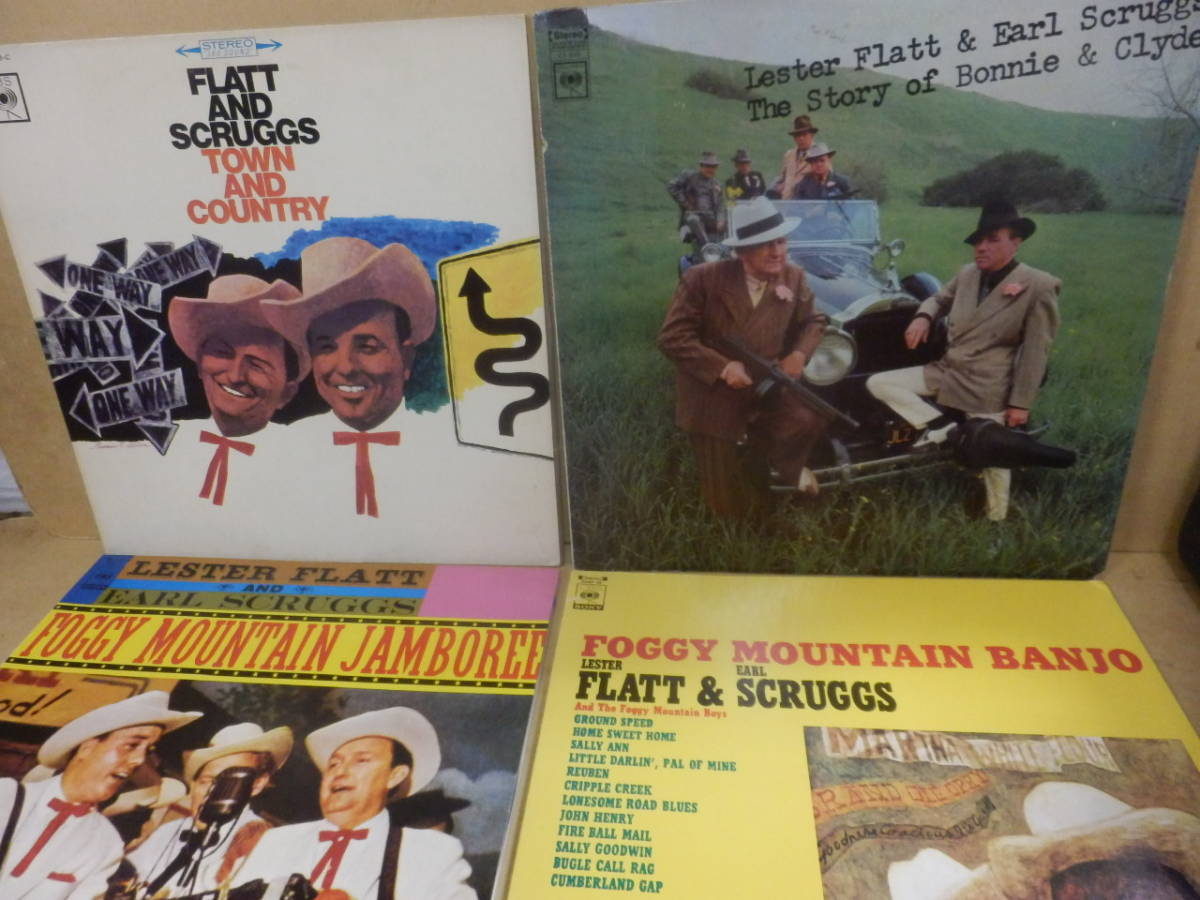 STEREO
FLATT
AND
SCRUGGS
TOWN
AND
COUNTRY
ONE WAY
ONE WAY
WAY
ONE WAY
Stereo
Lester Flatt & Earl Scruggs
The Story of Bonnie & Clyde
LESTER FLATT
AND
EARL SCRUGGS
FOGGY MOUNTAIN JAMBOREE
od!
SONY
FOGGY MOUNTAIN BANJO
LESTER EARL
FLATT & SCRUGGS
And The Foggy Mountain Boys
GROUND SPEED
HOME SWEET HOME
SALLY ANN
LITTLE DARLIN', PAL OF MINE
REUBEN
CRIPPLE CREEK
LONESOME ROAD BLUES
JOHN HENRY
FIRE BALL MAIL
SALLY GOODWIN
BUGLE CALL RAG
CUMBERLAND GAP